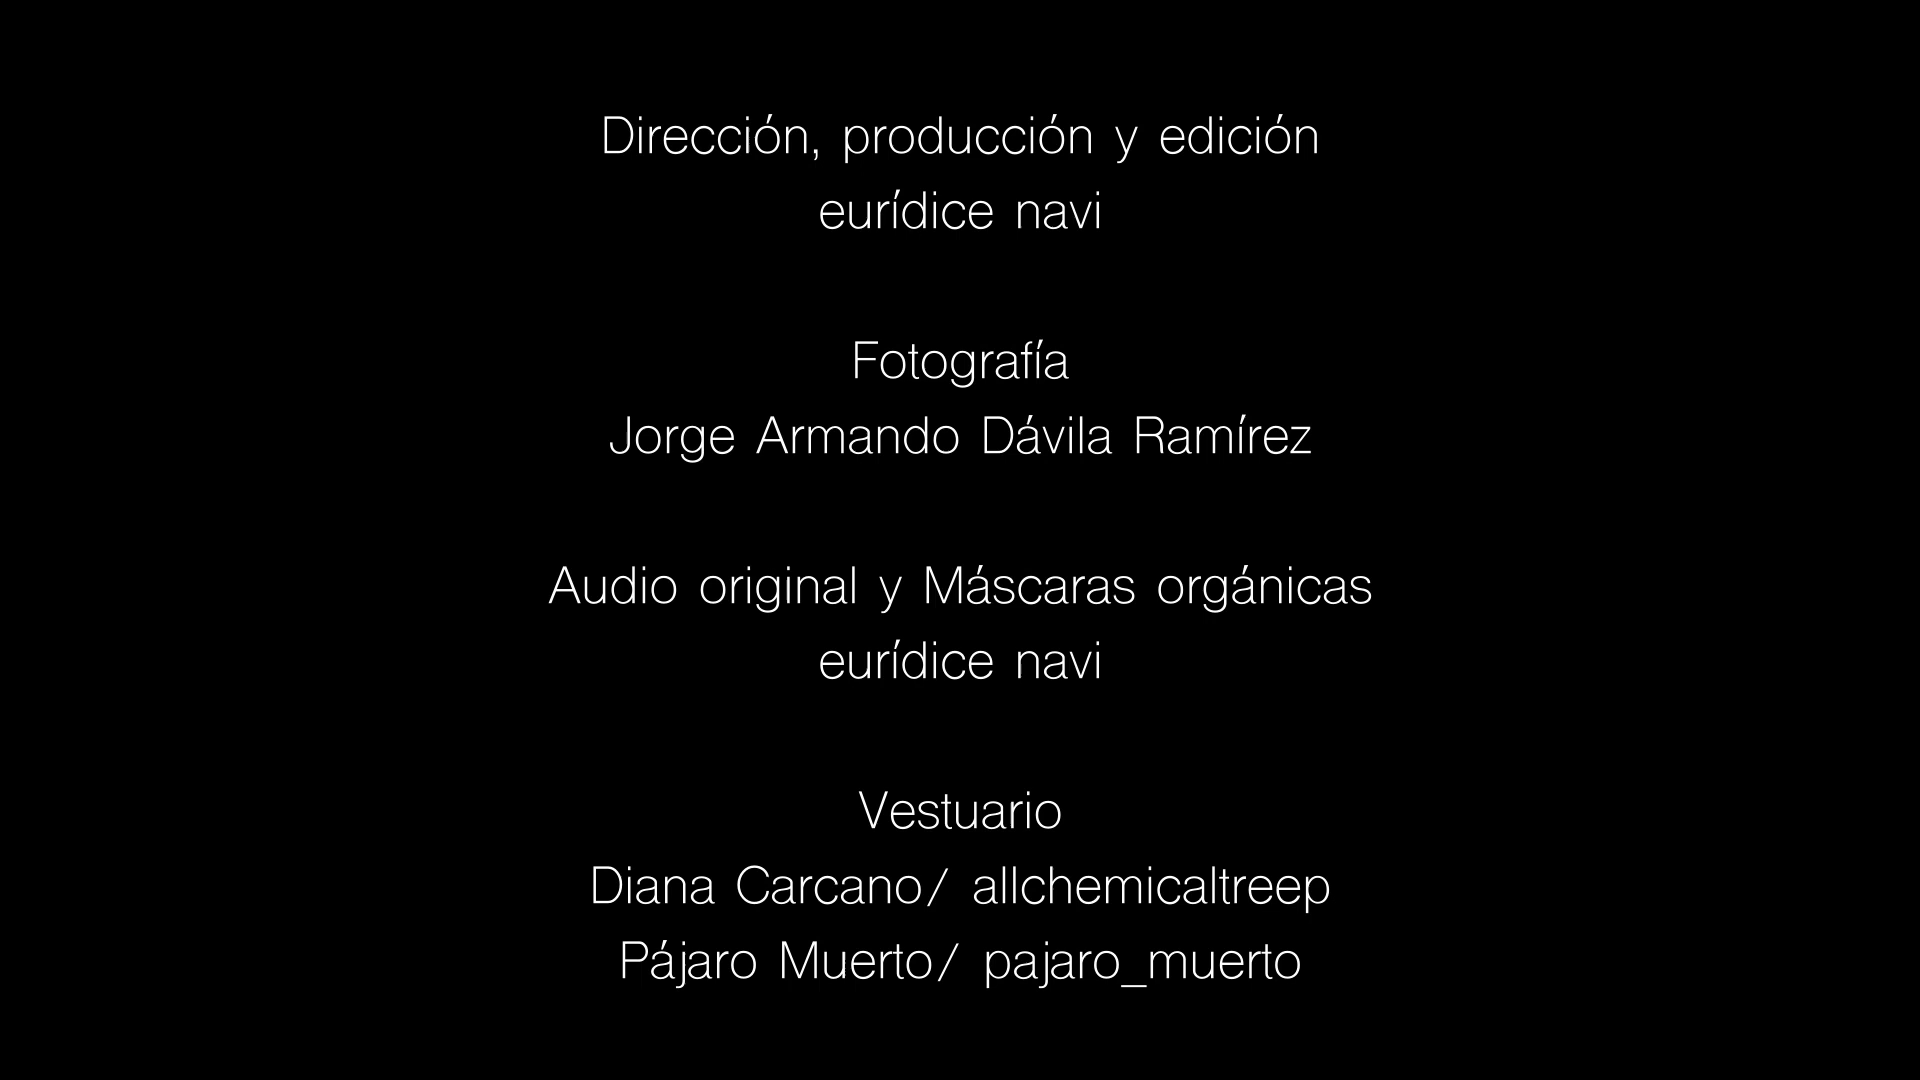 Dirección, producción y edición
eurídice navi
Fotografía
Jorge Armando Dávila Ramírez
Audio original y Máscaras orgánicas
eurídice navi
Vestuario
Diana Carcano/ allchemicaltreep
Pájaro Muerto/ pajaro_muerto